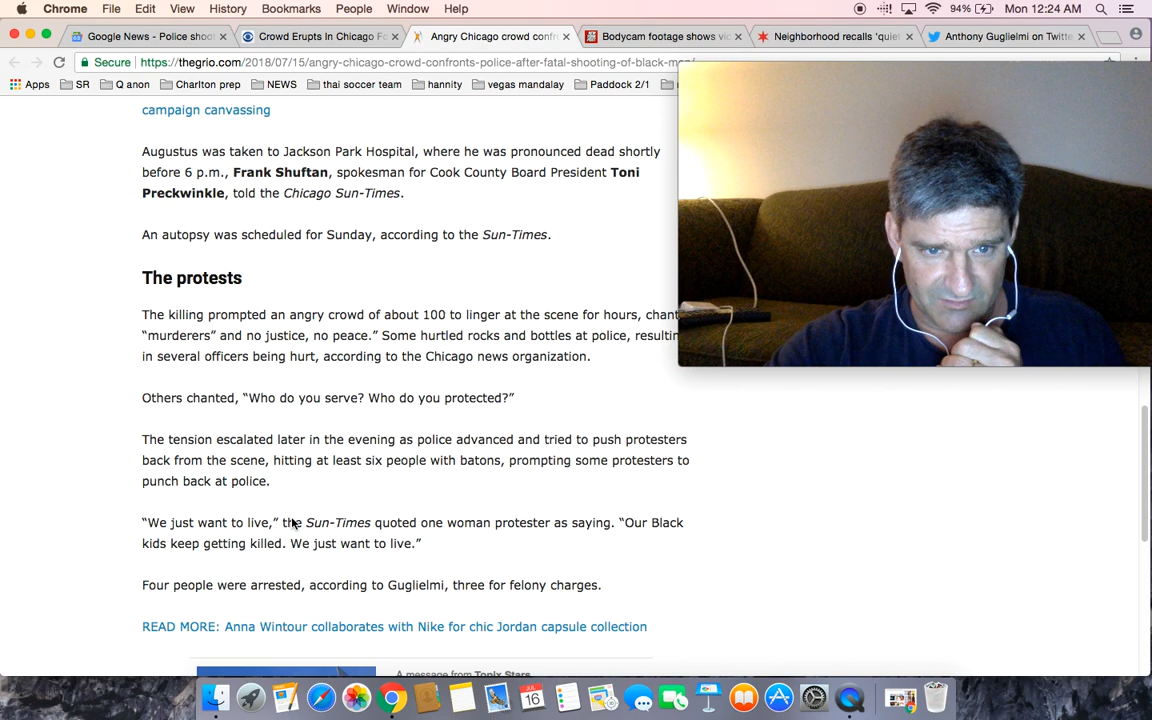 Chrome File Edit View History Bookmarks People Window Help 94% Mon 12:24 AM
Google News - Police shoot × Crowd Erupts In Chicago Fo × Angry Chicago crowd confr × Bodycam footage shows vic × Neighborhood recalls 'quiet × Anthony Guglielmi on Twitte ×
Secure https://thegrio.com/2018/07/15/angry-chicago-crowd-confronts-police-after-fatal-shooting-of-black-man/
Apps SR Q anon Charlton prep NEWS thai soccer team hannity vegas mandalay Paddock 2/1
campaign canvassing
Augustus was taken to Jackson Park Hospital, where he was pronounced dead shortly
before 6 p.m., Frank Shuftan, spokesman for Cook County Board President Toni
Preckwinkle, told the Chicago Sun-Times.
An autopsy was scheduled for Sunday, according to the Sun-Times.
The protests
The killing prompted an angry crowd of about 100 to linger at the scene for hours, chant
“murderers” and no justice, no peace.” Some hurtled rocks and bottles at police, resultin
in several officers being hurt, according to the Chicago news organization.
Others chanted, “Who do you serve? Who do you protected?”
The tension escalated later in the evening as police advanced and tried to push protesters
back from the scene, hitting at least six people with batons, prompting some protesters to
punch back at police.
“We just want to live,” the Sun-Times quoted one woman protester as saying. “Our Black
kids keep getting killed. We just want to live.”
Four people were arrested, according to Guglielmi, three for felony charges.
READ MORE: Anna Wintour collaborates with Nike for chic Jordan capsule collection
A message from Topix Stars
JUL
16